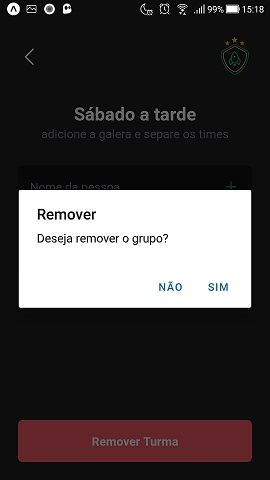 99% 15:18
Sábado a tarde
adicione a galera e separe os times
Nome da pessoa
Remover
Deseja remover o grupo?
NÃO SIM
Remover Turma